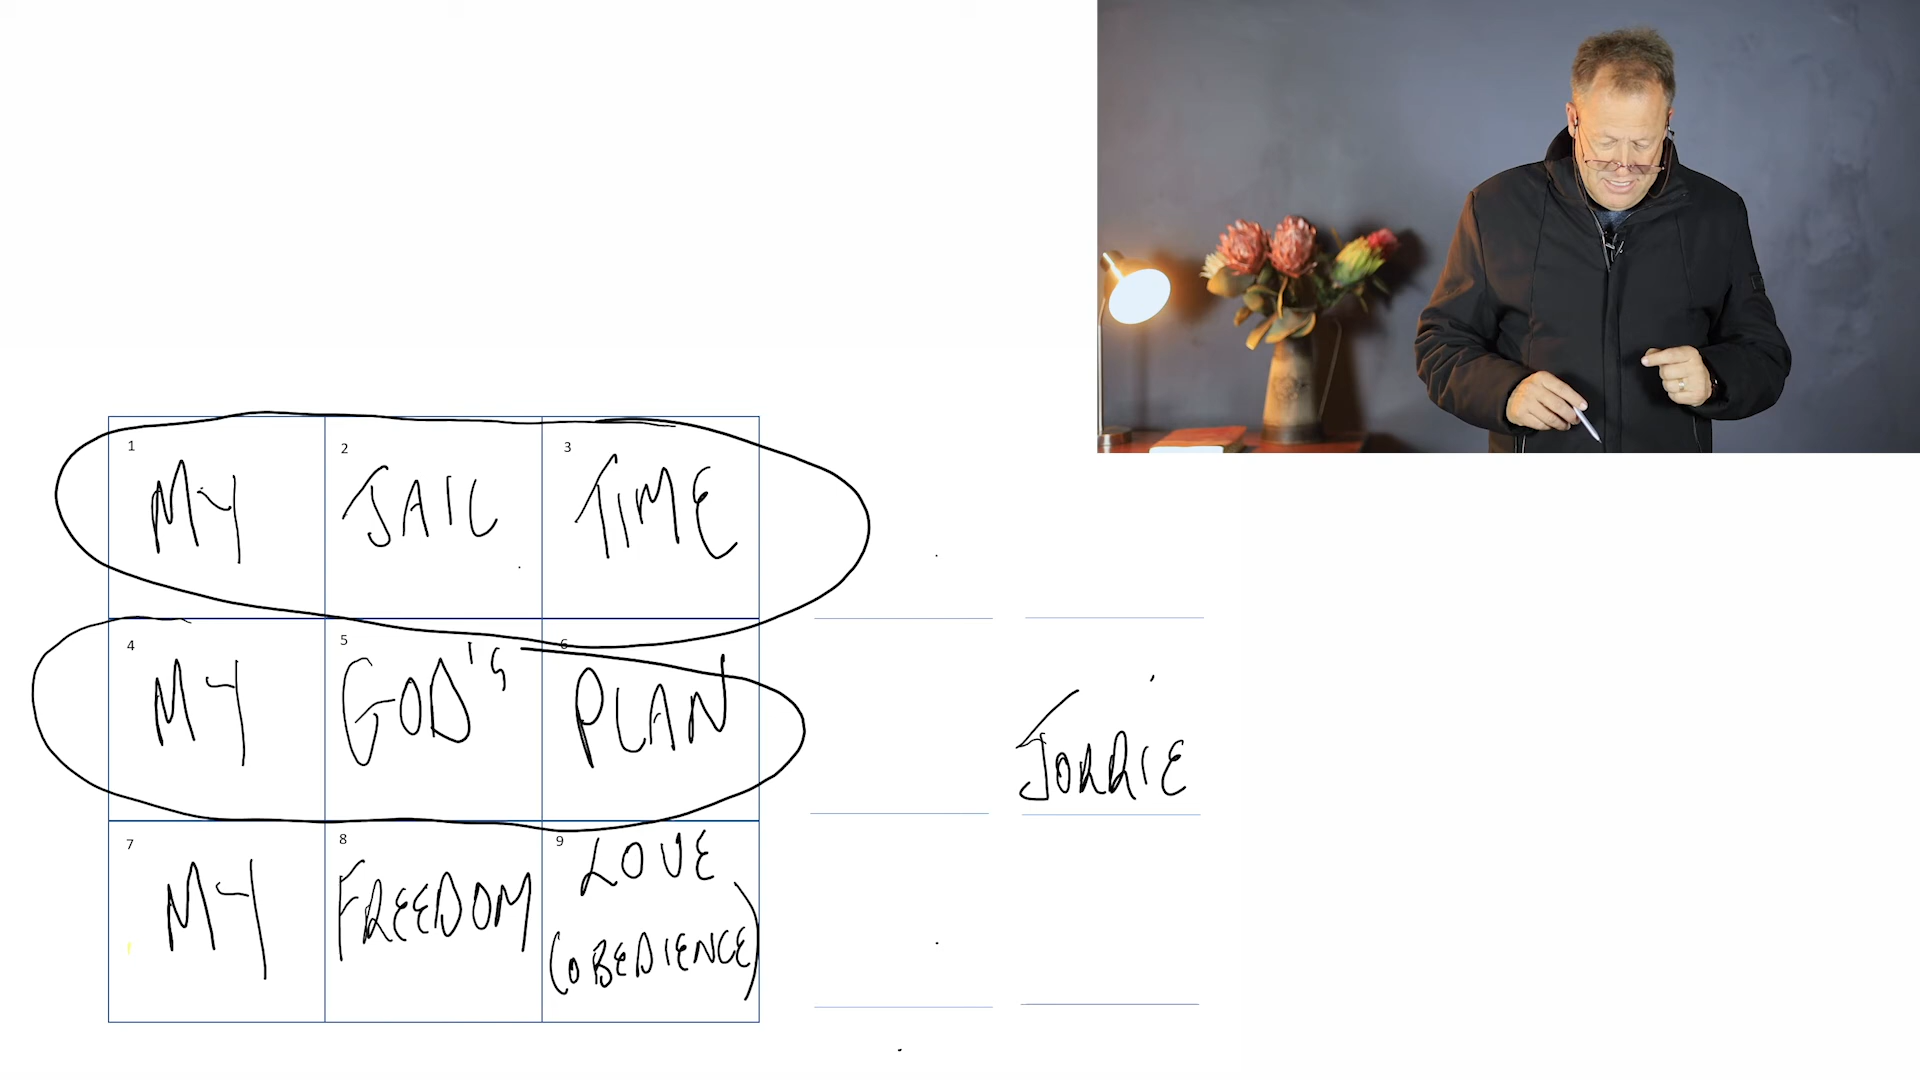 1
MY
2
JAIL
3
TIME
4
MY
5
GOD'S
6
PLAN
JORRIE
7
MY
8
FREEDOM
9
LOVE
(OBEDIENCE)